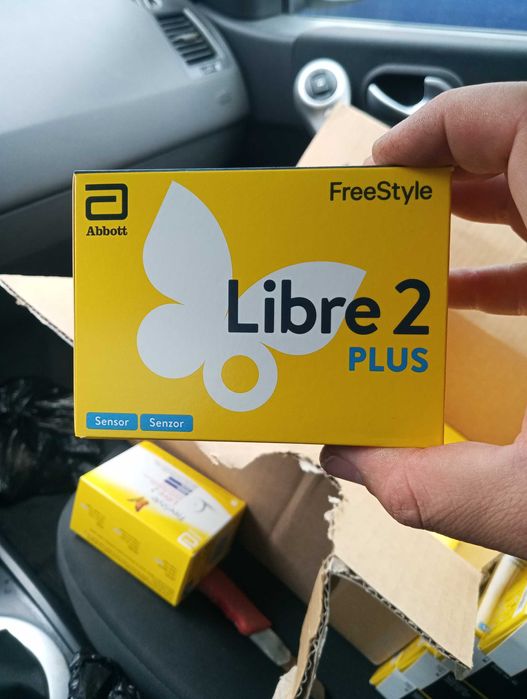 Abbott
FreeStyle
Libre 2
PLUS
Sensor Senzor